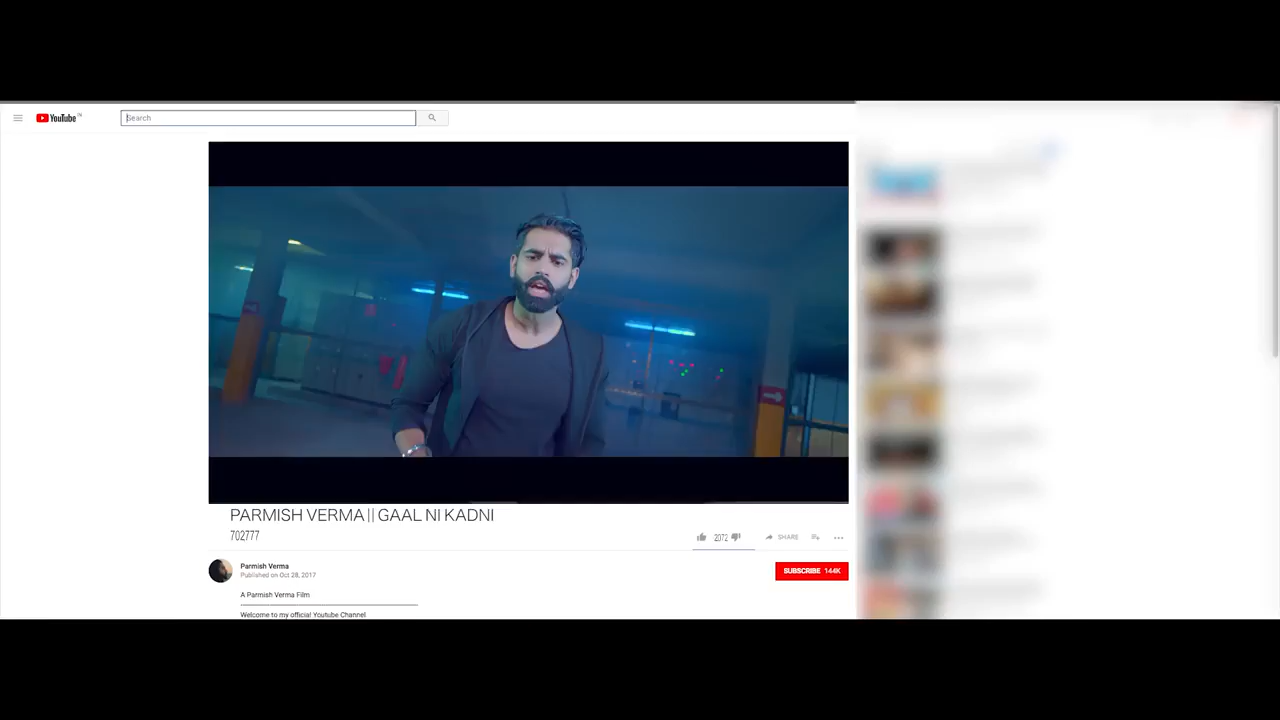 YouTube IN
Search
PARMISH VERMA || GAAL NI KADNI
702777
2072
SHARE
Parmish Verma
Published on Oct 28, 2017
SUBSCRIBE 144K
A Parmish Verma Film
Welcome to my official Youtube Channel